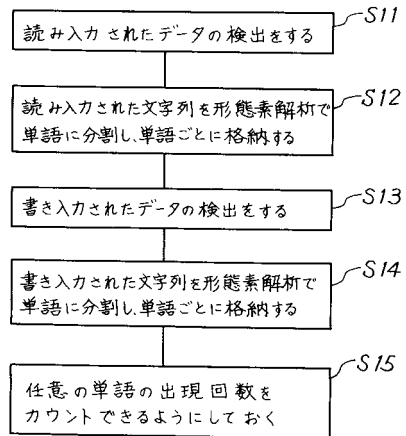 S11
読み入力されたデータの検出をする
S12
読み入力された文字列を形態素解析で
単語に分割し、単語ごとに格納する
S13
書き入力されたデータの検出をする
S14
書き入力された文字列を形態素解析で
単語に分割し、単語ごとに格納する
S15
任意の単語の出現回数を
カウントできるようにしておく